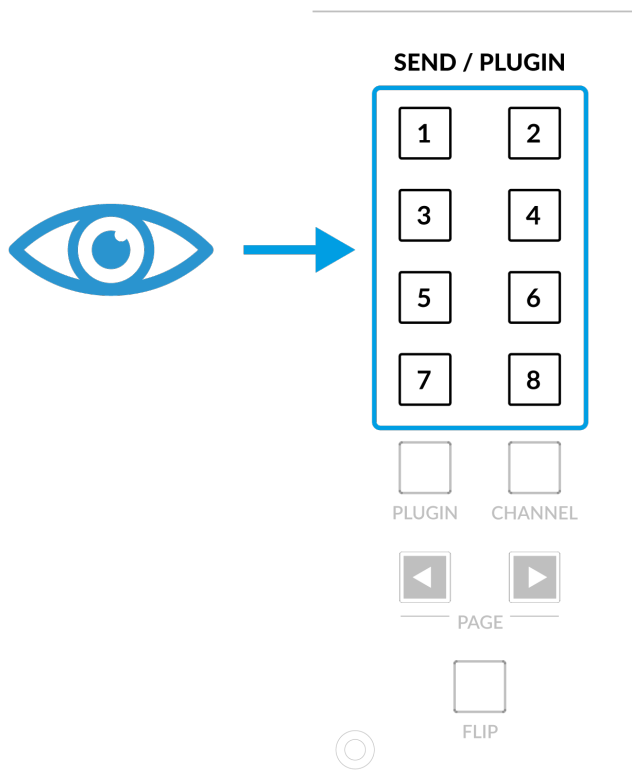 SEND / PLUGIN
1 2
3 4
5 6
7 8
PLUGIN CHANNEL
PAGE
FLIP